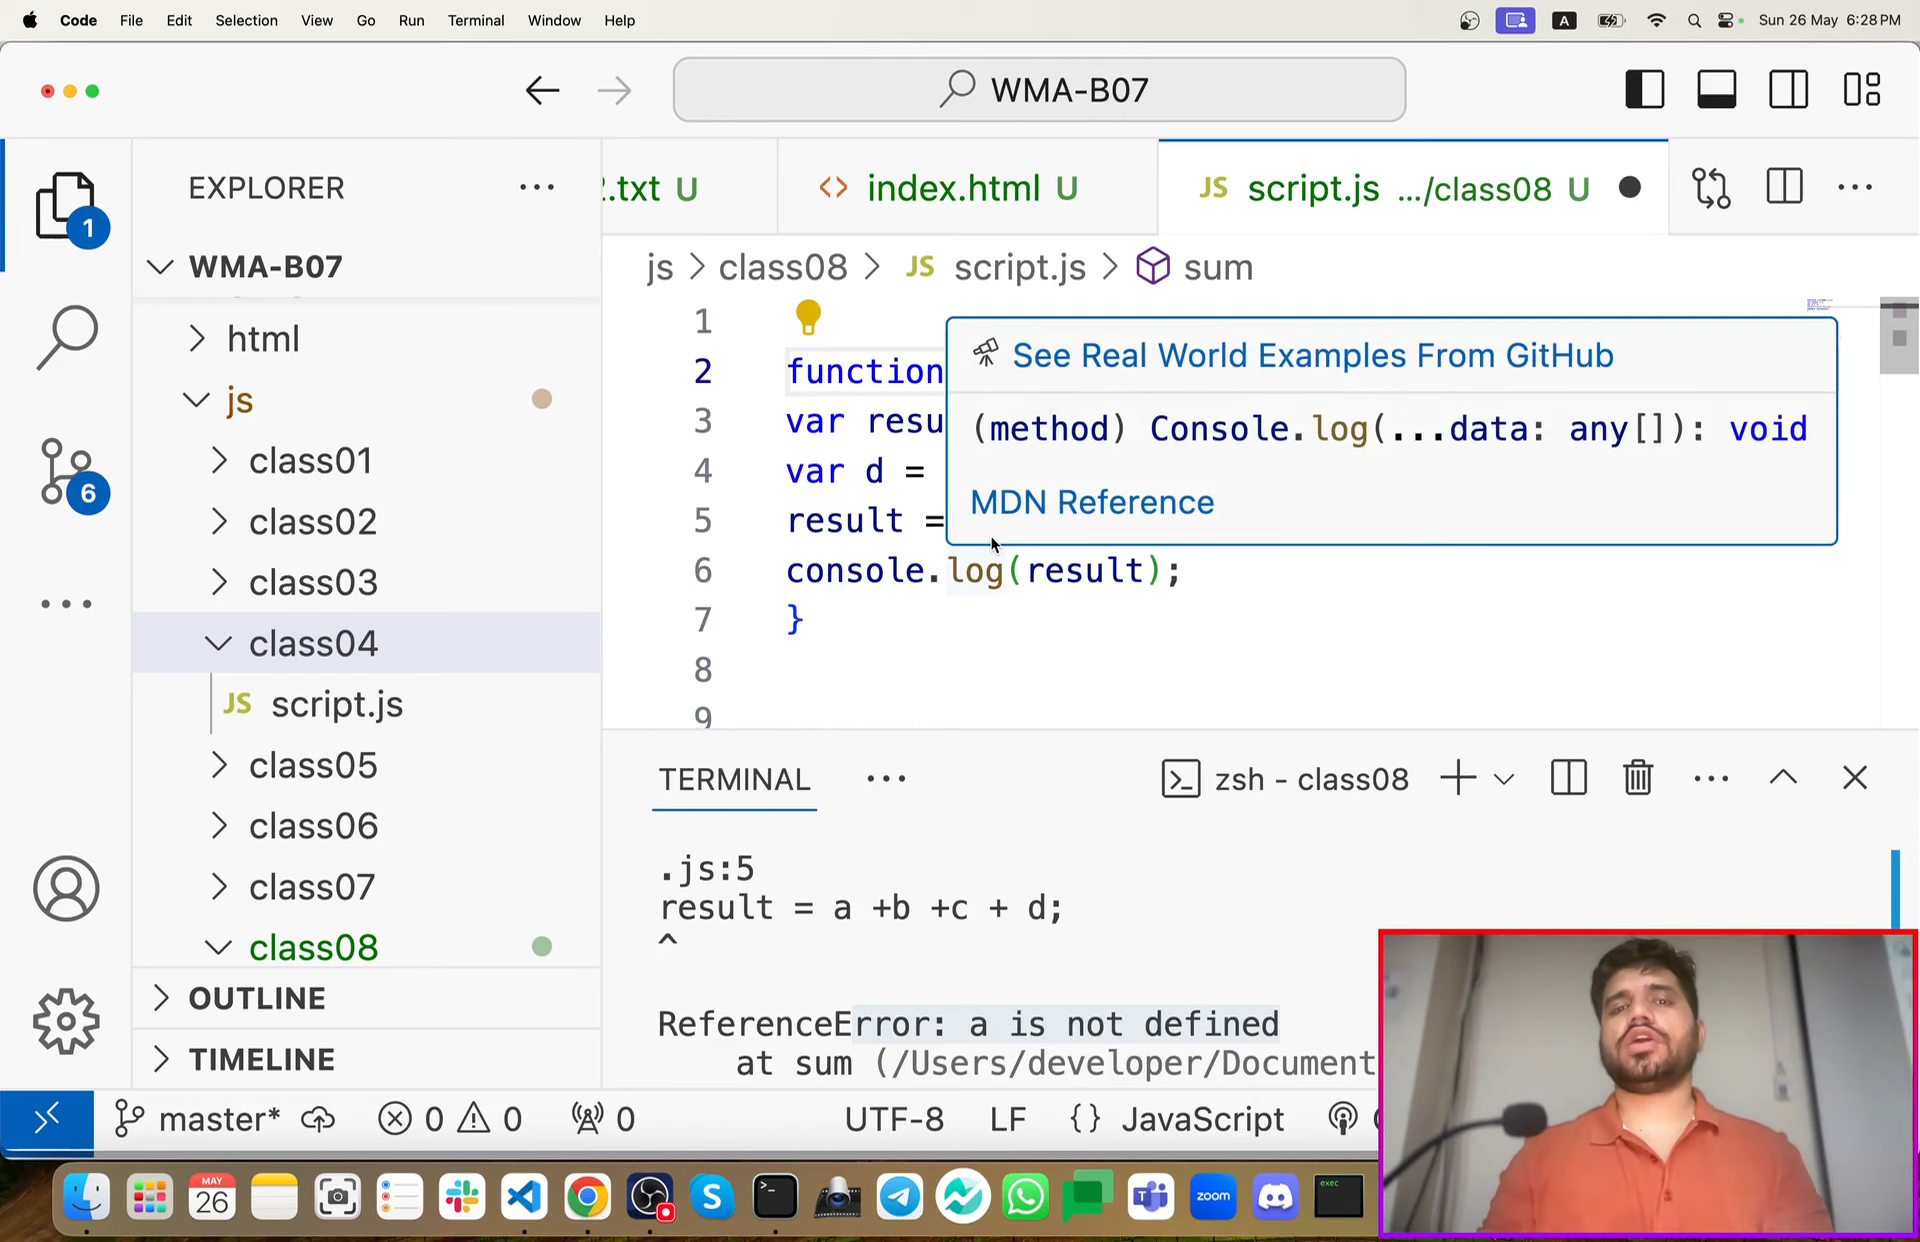 Code File Edit Selection View Go Run Terminal Window Help A Sun 26 May 6:28 PM
WMA-B07
EXPLORER
.txt U
<> index.html U
JS script.js .../class08 U
1
WMA-B07
js > class08 > JS script.js > sum
html
js
class01
class02
class03
class04
JS script.js
class05
class06
class07
class08
OUTLINE
TIMELINE
6
1
2 function
3 var resu
4 var d =
5 result =
6 console.log(result);
7 }
8
9
See Real World Examples From GitHub
(method) Console.log(...data: any[]): void
MDN Reference
TERMINAL
zsh - class08
.js:5
result = a +b +c + d;
^
ReferenceError: a is not defined
at sum (/Users/developer/Document
master* 0 0 0 UTF-8 LF {} JavaScript
MAY
26
S
zoom
exec